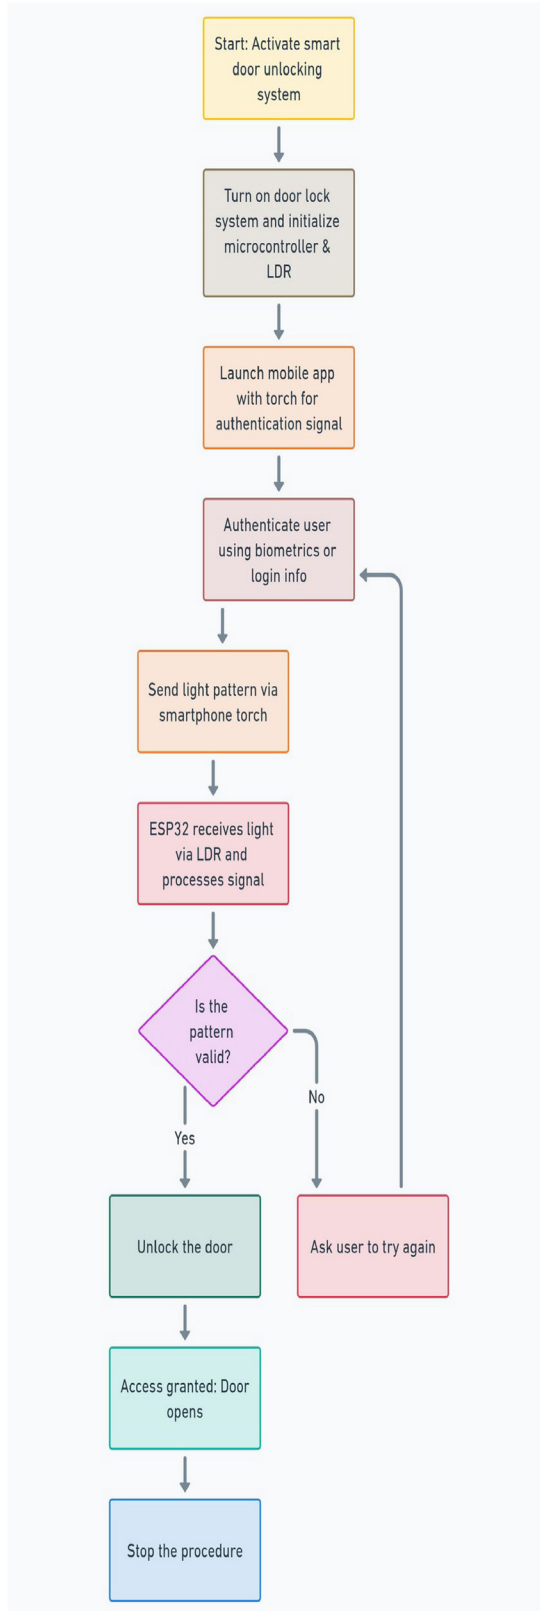 Start: Activate smart
door unlocking
system
Turn on door lock
system and initialize
microcontroller &
LDR
Launch mobile app
with torch for
authentication signal
Authenticate user
using biometrics or
login info
Send light pattern via
smartphone torch
ESP32 receives light
via LDR and
processes signal
Is the
pattern
valid?
No
Yes
Unlock the door
Ask user to try again
Access granted: Door
opens
Stop the procedure